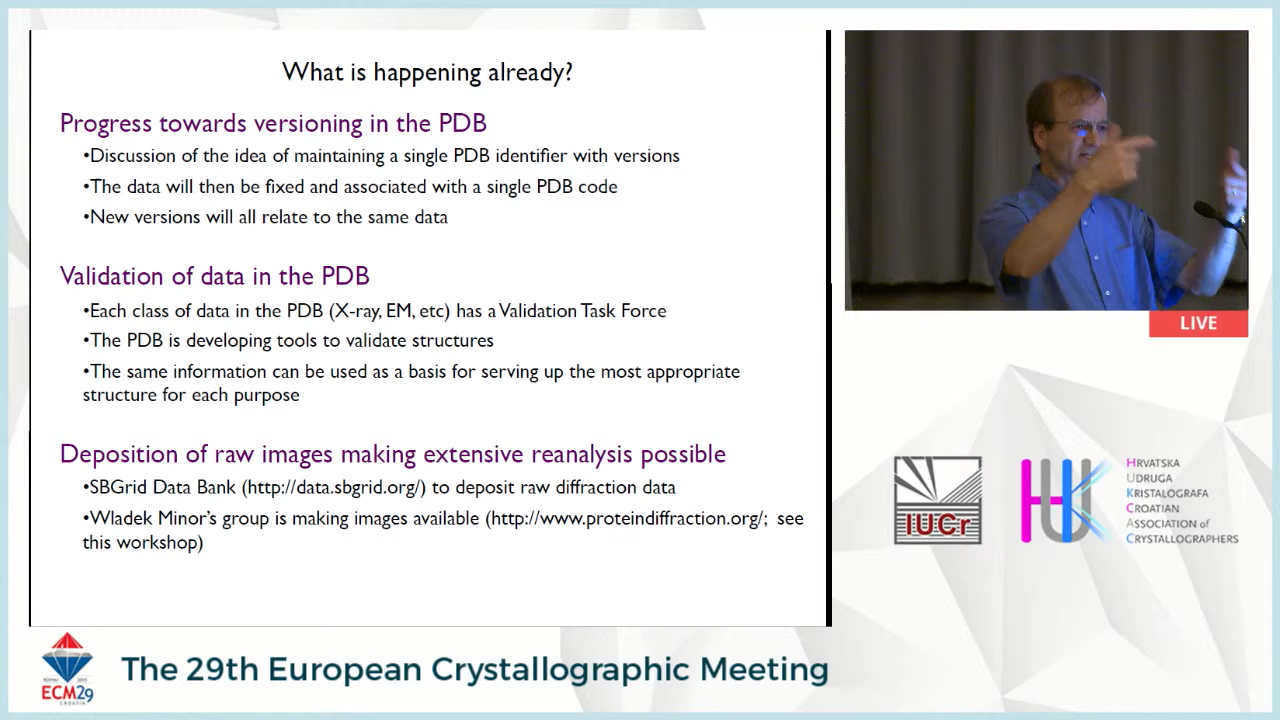 What is happening already?
Progress towards versioning in the PDB
•Discussion of the idea of maintaining a single PDB identifier with versions
•The data will then be fixed and associated with a single PDB code
•New versions will all relate to the same data
Validation of data in the PDB
•Each class of data in the PDB (X-ray, EM, etc) has a Validation Task Force
•The PDB is developing tools to validate structures
•The same information can be used as a basis for serving up the most appropriate
structure for each purpose
Deposition of raw images making extensive reanalysis possible
•SBGrid Data Bank (http://data.sbgrid.org/) to deposit raw diffraction data
•Wladek Minor's group is making images available (http://www.proteindiffraction.org/; see
this workshop)
LIVE
IUCr
HRVATSKA
UDRUGA
KRISTALOGRAFA
CROATIAN
ASSOCIATION of
CRYSTALLOGRAPHERS
ECM29
CROATIA
The 29th European Crystallographic Meeting